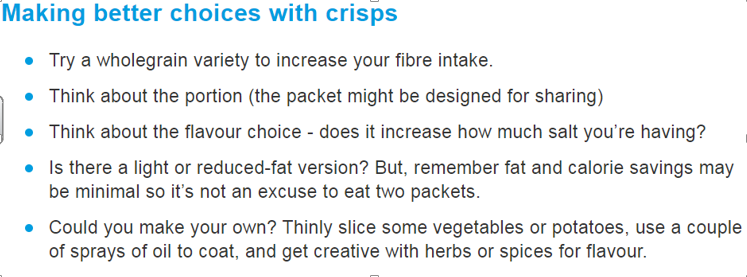 Making better choices with crisps
Try a wholegrain variety to increase your fibre intake.
Think about the portion (the packet might be designed for sharing)
Think about the flavour choice - does it increase how much salt you're having?
Is there a light or reduced-fat version? But, remember fat and calorie savings may
be minimal so it's not an excuse to eat two packets.
Could you make your own? Thinly slice some vegetables or potatoes, use a couple
of sprays of oil to coat, and get creative with herbs or spices for flavour.